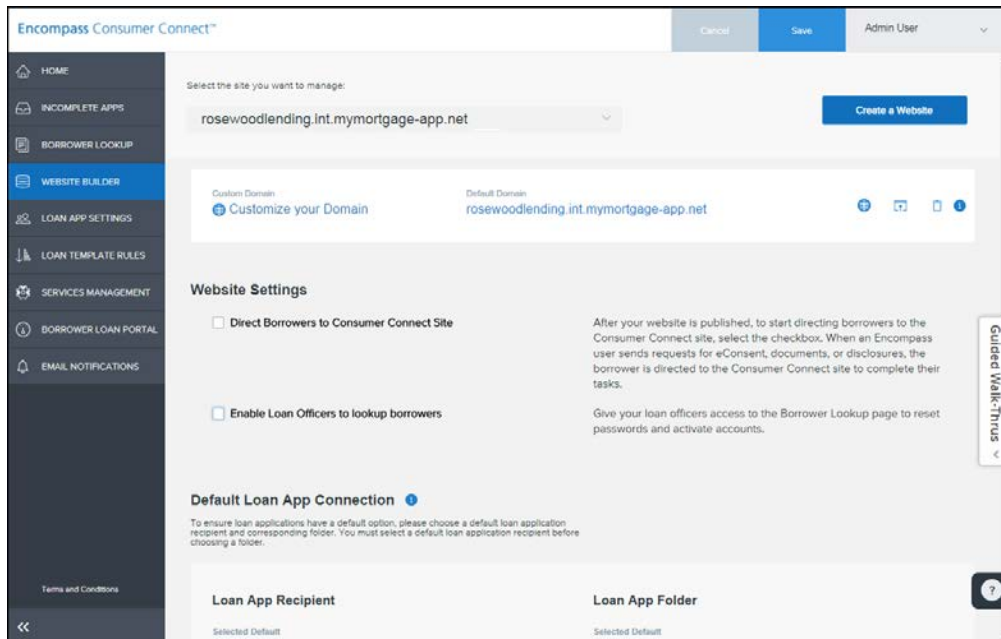 Encompass Consumer Connect™
Cancel
Save
Admin User
HOME
INCOMPLETE APPS
BORROWER LOOKUP
WEBSITE BUILDER
LOAN APP SETTINGS
LOAN TEMPLATE RULES
SERVICES MANAGEMENT
BORROWER LOAN PORTAL
EMAIL NOTIFICATIONS
Terms and Conditions
Select the site you want to manage:
rosewoodlending.int.mymortgage-app.net
Create a Website
Custom Domain
Customize your Domain
Default Domain
rosewoodlending.int.mymortgage-app.net
Website Settings
Direct Borrowers to Consumer Connect Site
After your website is published, to start directing borrowers to the
Consumer Connect site, select the checkbox. When an Encompass
user sends requests for eConsent, documents, or disclosures, the
borrower is directed to the Consumer Connect site to complete their
tasks.
Enable Loan Officers to lookup borrowers
Give your loan officers access to the Borrower Lookup page to reset
passwords and activate accounts.
Default Loan App Connection
To ensure loan applications have a default option, please choose a default loan application
recipient and corresponding folder. You must select a default loan application recipient before
choosing a folder.
Loan App Recipient
Selected Default
Loan App Folder
Selected Default
Guided Walk-Thrus
?